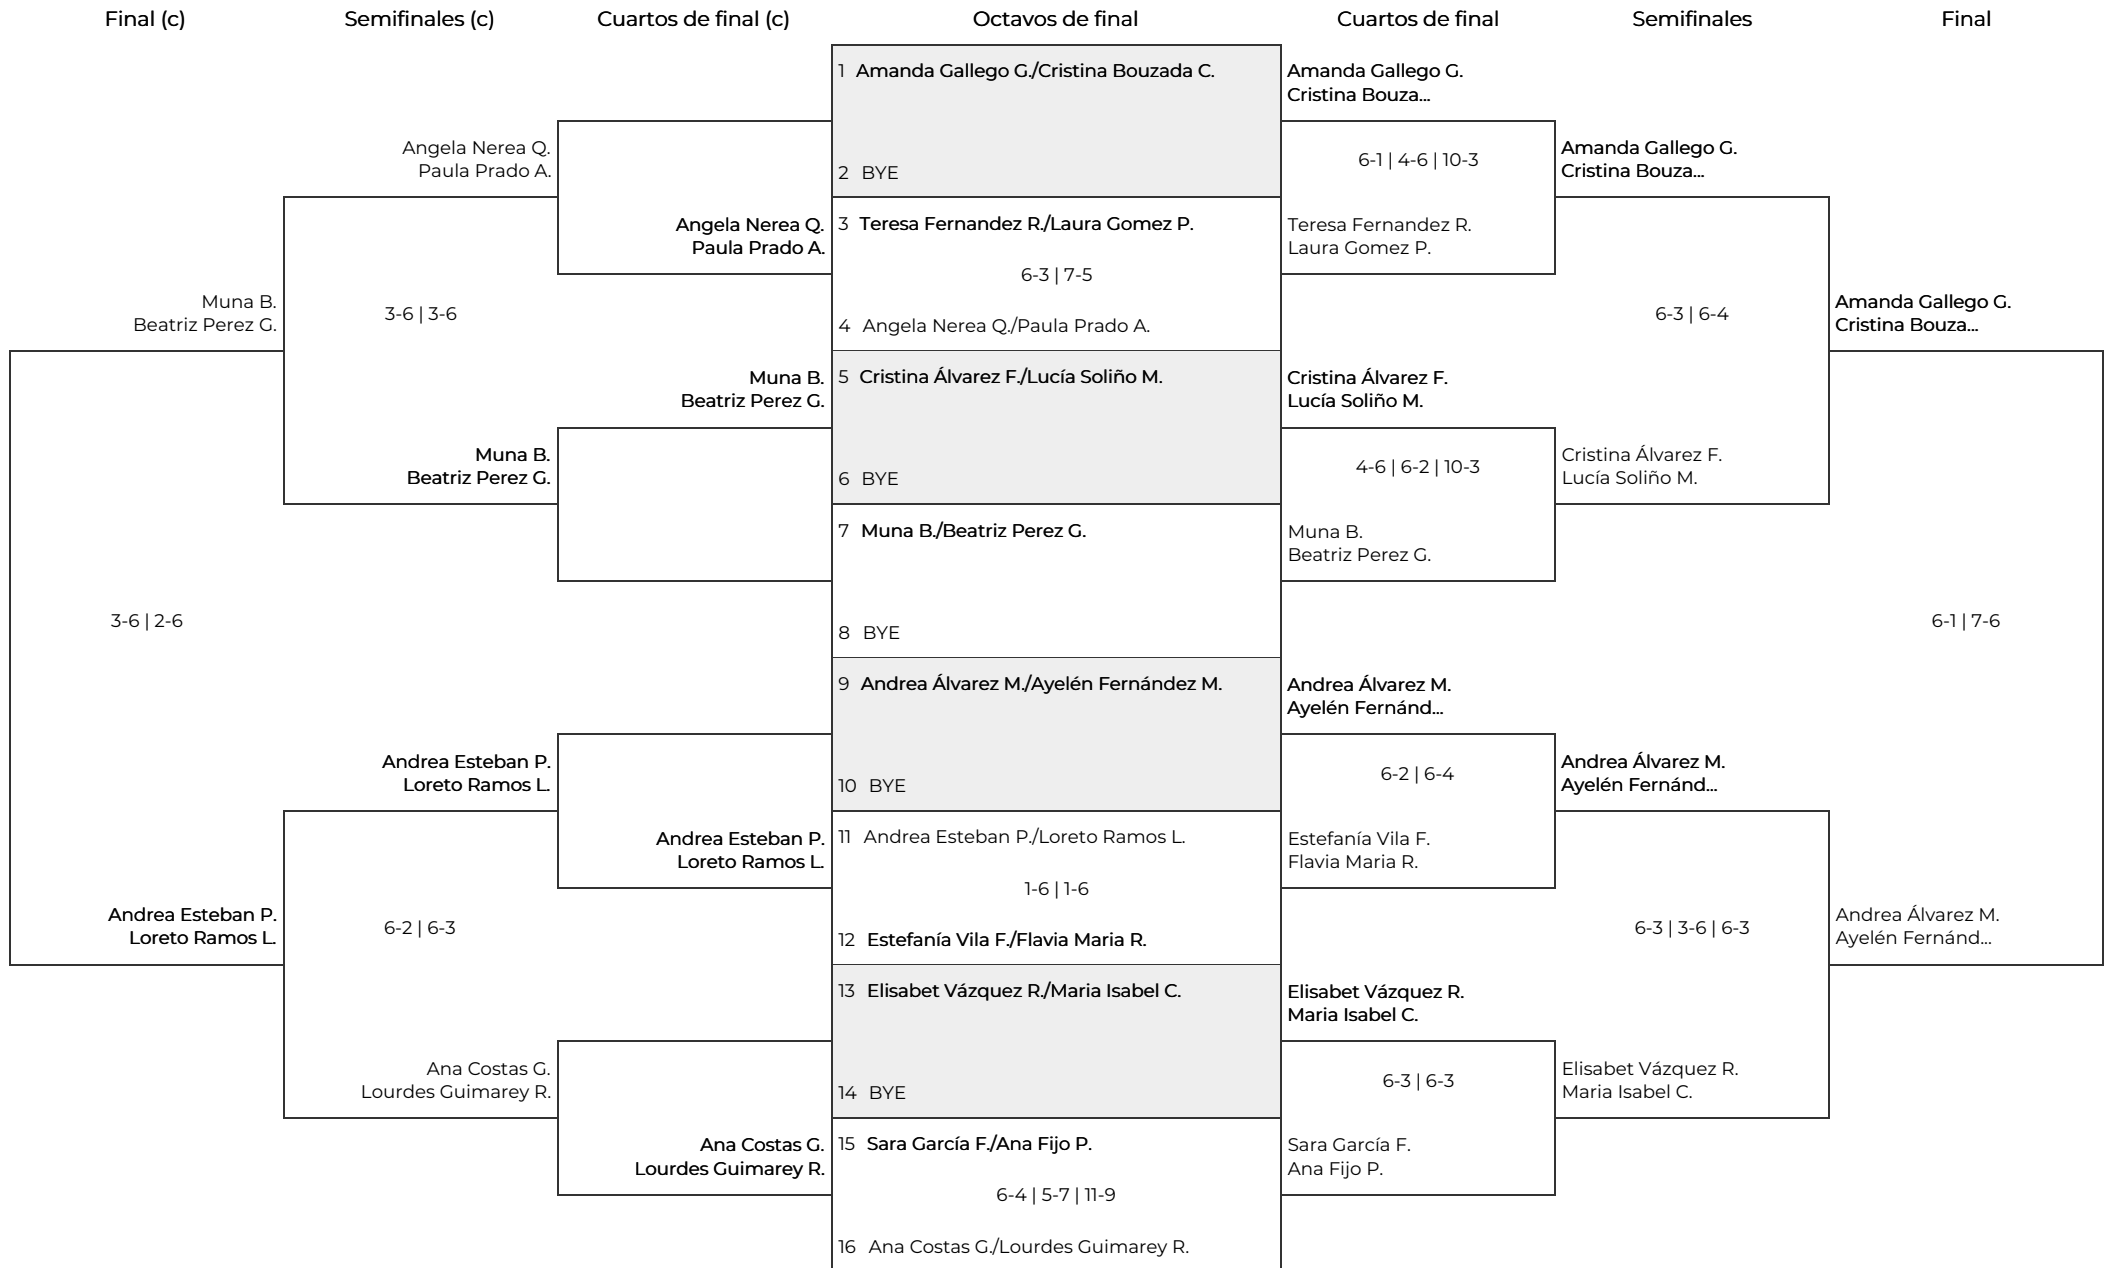 Final (c) Semifinales (c) Cuartos de final (c) Octavos de final Cuartos de final Semifinales Final
Muna B.
Beatriz Perez G.
3-6 | 2-6
Andrea Esteban P.
Loreto Ramos L.
Angela Nerea Q.
Paula Prado A.
3-6 | 3-6
Muna B.
Beatriz Perez G.
Andrea Esteban P.
Loreto Ramos L.
6-2 | 6-3
Ana Costas G.
Lourdes Guimarey R.
Angela Nerea Q.
Paula Prado A.
Muna B.
Beatriz Perez G.
Andrea Esteban P.
Loreto Ramos L.
Ana Costas G.
Lourdes Guimarey R.
1 Amanda Gallego G./Cristina Bouzada C.
2 BYE
3 Teresa Fernandez R./Laura Gomez P.
6-3 | 7-5
4 Angela Nerea Q./Paula Prado A.
5 Cristina Álvarez F./Lucía Soliño M.
6 BYE
7 Muna B./Beatriz Perez G.
8 BYE
9 Andrea Álvarez M./Ayelén Fernández M.
10 BYE
11 Andrea Esteban P./Loreto Ramos L.
1-6 | 1-6
12 Estefanía Vila F./Flavia Maria R.
13 Elisabet Vázquez R./Maria Isabel C.
14 BYE
15 Sara García F./Ana Fijo P.
6-4 | 5-7 | 11-9
16 Ana Costas G./Lourdes Guimarey R.
Amanda Gallego G.
Cristina Bouza...
6-1 | 4-6 | 10-3
Teresa Fernandez R.
Laura Gomez P.
Cristina Álvarez F.
Lucía Soliño M.
4-6 | 6-2 | 10-3
Muna B.
Beatriz Perez G.
Andrea Álvarez M.
Ayelén Fernánd...
6-2 | 6-4
Estefanía Vila F.
Flavia Maria R.
Elisabet Vázquez R.
Maria Isabel C.
6-3 | 6-3
Sara García F.
Ana Fijo P.
Amanda Gallego G.
Cristina Bouza...
6-3 | 6-4
Cristina Álvarez F.
Lucía Soliño M.
Andrea Álvarez M.
Ayelén Fernánd...
6-3 | 3-6 | 6-3
Elisabet Vázquez R.
Maria Isabel C.
Amanda Gallego G.
Cristina Bouza...
6-1 | 7-6
Andrea Álvarez M.
Ayelén Fernánd...